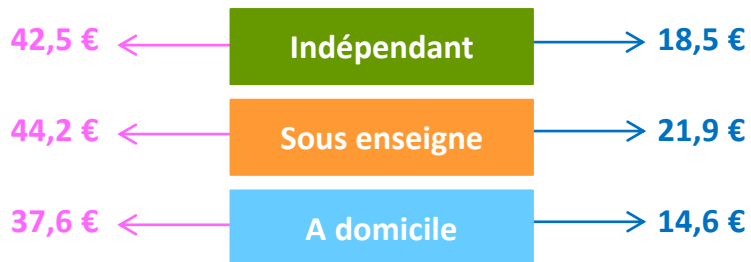 42,5 € Indépendant 18,5 €
44,2 € Sous enseigne 21,9 €
37,6 € A domicile 14,6 €